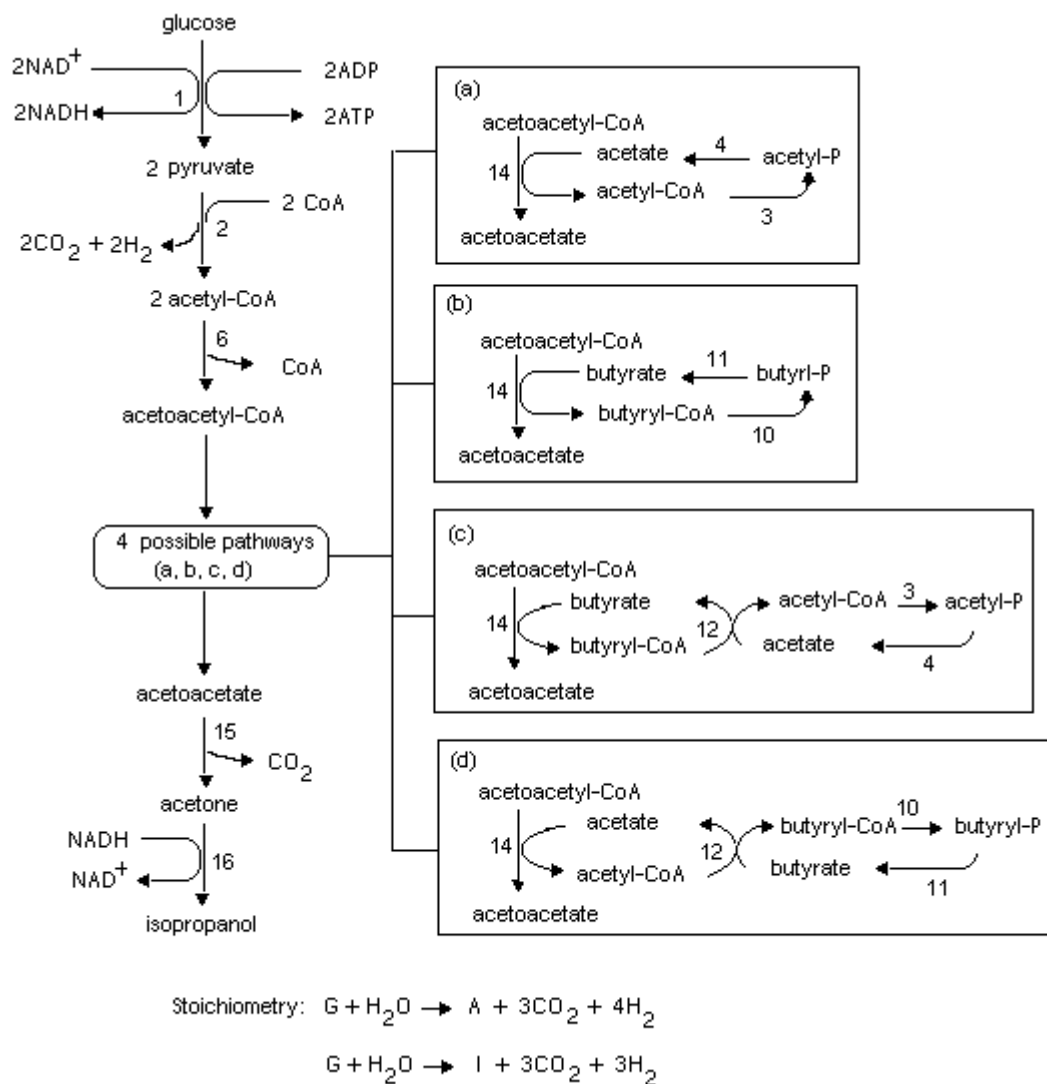 glucose
2NAD+
2NADH
1
2ADP
2ATP
2 pyruvate
2 CoA
2
2CO2 + 2H2
2 acetyl-CoA
6
CoA
acetoacetyl-CoA
4 possible pathways
(a, b, c, d)
acetoacetate
15
CO2
acetone
NADH
NAD+
16
isopropanol
(a)
acetoacetyl-CoA
14
acetate
4
acetyl-P
acetyl-CoA
3
acetoacetate
(b)
acetoacetyl-CoA
14
butyrate
11
butyrl-P
butyryl-CoA
10
acetoacetate
(c)
acetoacetyl-CoA
14
butyrate
butyryl-CoA
12
acetyl-CoA
3
acetyl-P
acetate
4
acetoacetate
(d)
acetoacetyl-CoA
14
acetate
acetyl-CoA
12
butyryl-CoA
10
butyryl-P
butyrate
11
acetoacetate
Stoichiometry: G + H2O → A + 3CO2 + 4H2
G + H2O → I + 3CO2 + 3H2